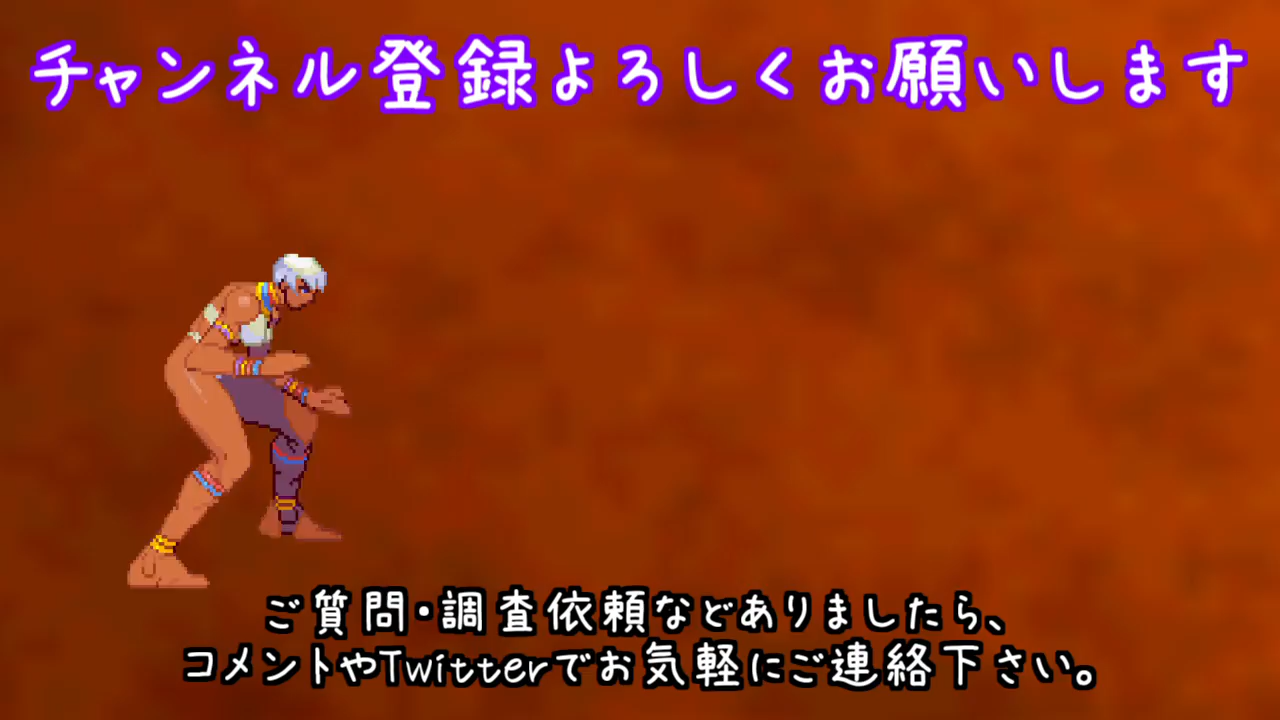 チャンネル登録よろしくお願いします
ご質問・調査依頼などありましたら、
コメントやTwitterでお気軽にご連絡下さい。